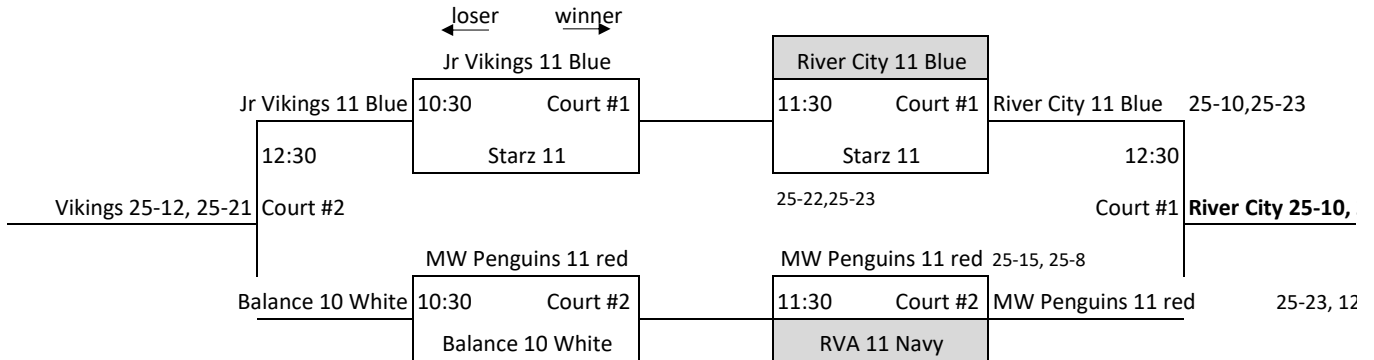 loser winner
Jr Vikings 11 Blue River City 11 Blue
Jr Vikings 11 Blue 10:30 Court #1 11:30 Court #1 River City 11 Blue 25-10,25-23
12:30 Starz 11 Starz 11 12:30
25-22,25-23
Vikings 25-12, 25-21 Court #2 Court #1 River City 25-10,
MW Penguins 11 red MW Penguins 11 red 25-15, 25-8
Balance 10 White 10:30 Court #2 11:30 Court #2 MW Penguins 11 red 25-23, 12
Balance 10 White RVA 11 Navy